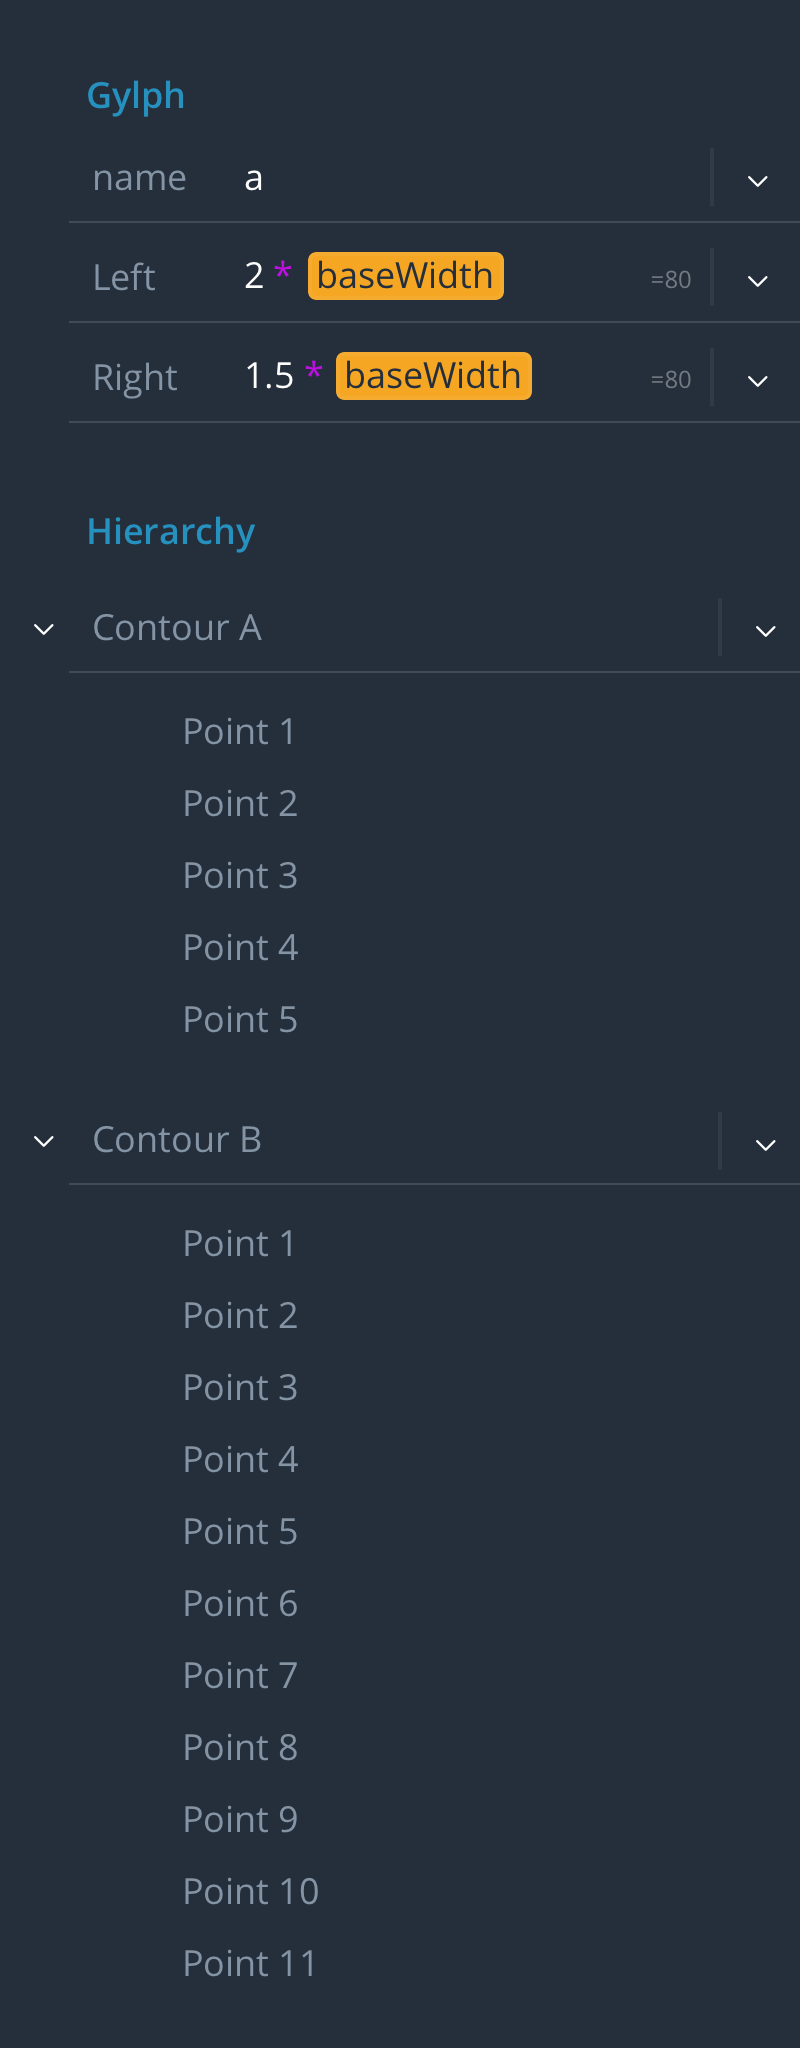 Gylph
name a
Left 2 * baseWidth =80
Right 1.5 * baseWidth =80
Hierarchy
Contour A
Point 1
Point 2
Point 3
Point 4
Point 5
Contour B
Point 1
Point 2
Point 3
Point 4
Point 5
Point 6
Point 7
Point 8
Point 9
Point 10
Point 11